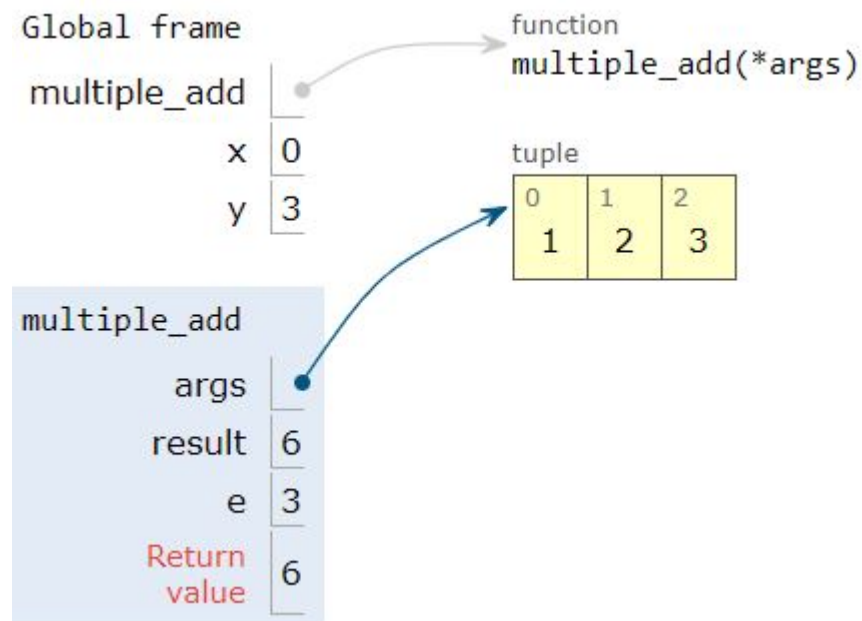 Global frame
function
multiple_add(*args)
multiple_add
x 0
y 3
tuple
0 1 2
1 2 3
multiple_add
args
result 6
e 3
Return
value 6